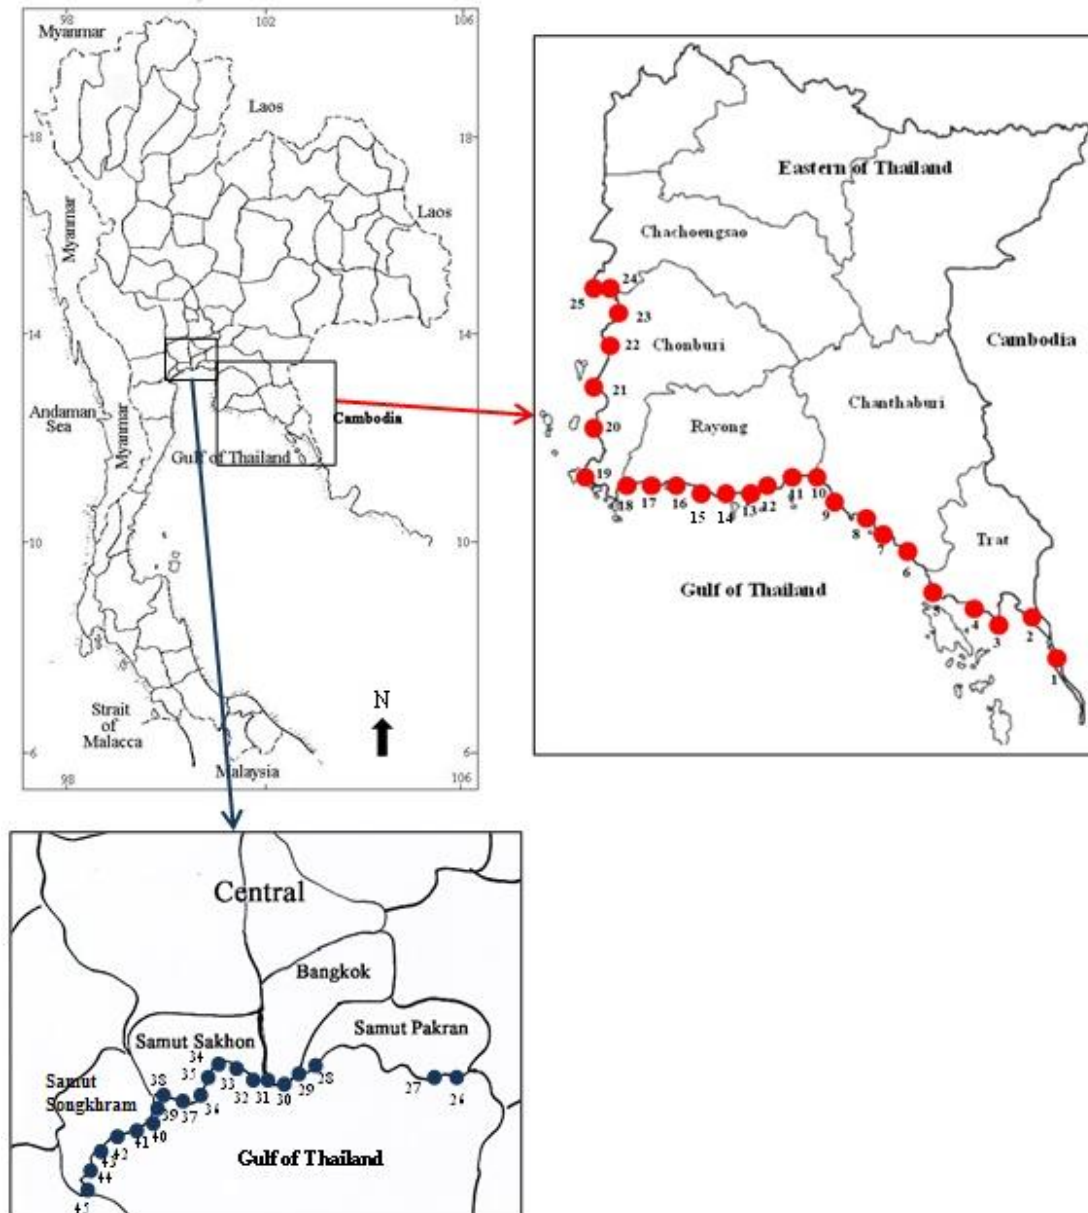 98
102
106
Myanmar
Laos
18
18
Myanmar
Laos
14
14
Andaman
Sea
Myanmar
Cambodia
Gulf of Thailand
10
10
Strait
of
Malacca
N
6
6
Malaysia
98
106
Eastern of Thailand
Chachoengsao
24
25
23
22
Chonburi
Cambodia
21
Chanthaburi
20
Rayong
19
18
17
16
15
14
13
12
11
10
9
8
7
6
Trat
Gulf of Thailand
5
4
3
2
1
Central
Bangkok
Samut Sakhon
Samut Pakran
34
35
33
32
31
30
29
28
27
26
Samut
Songkhram
38
39
37
36
40
41
42
43
44
45
Gulf of Thailand